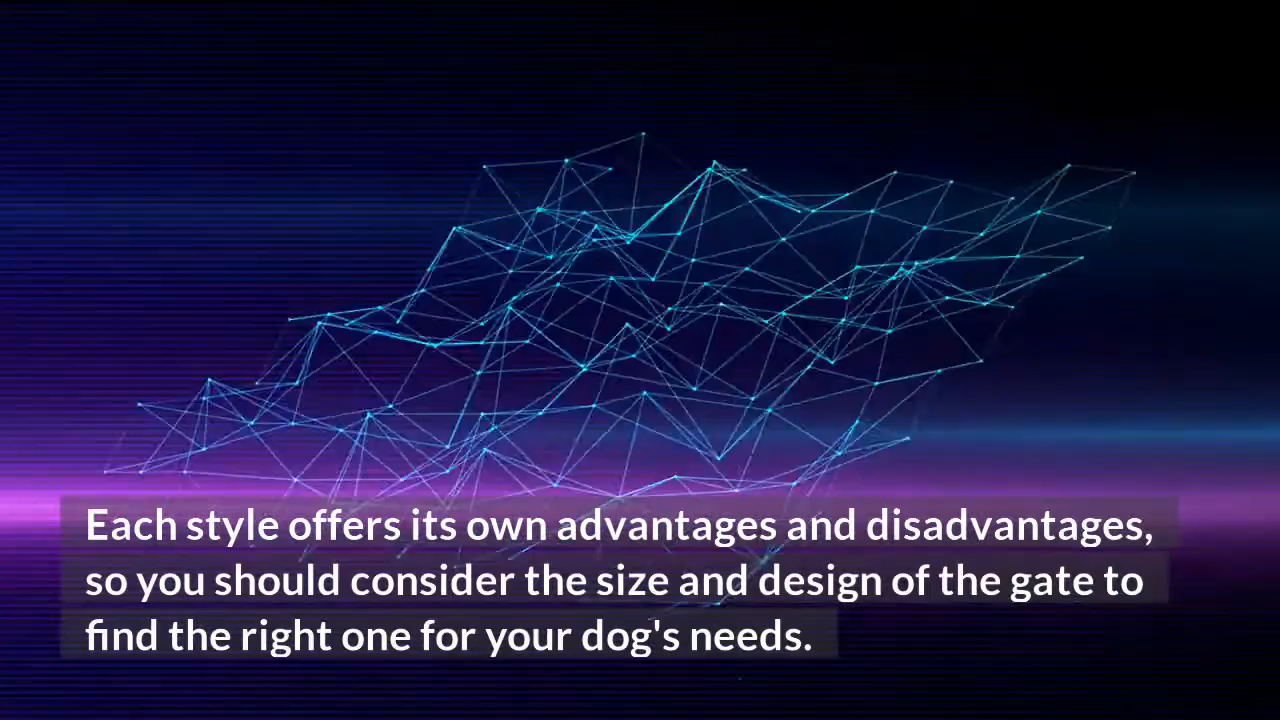 Each style offers its own advantages and disadvantages,
so you should consider the size and design of the gate to
find the right one for your dog's needs.